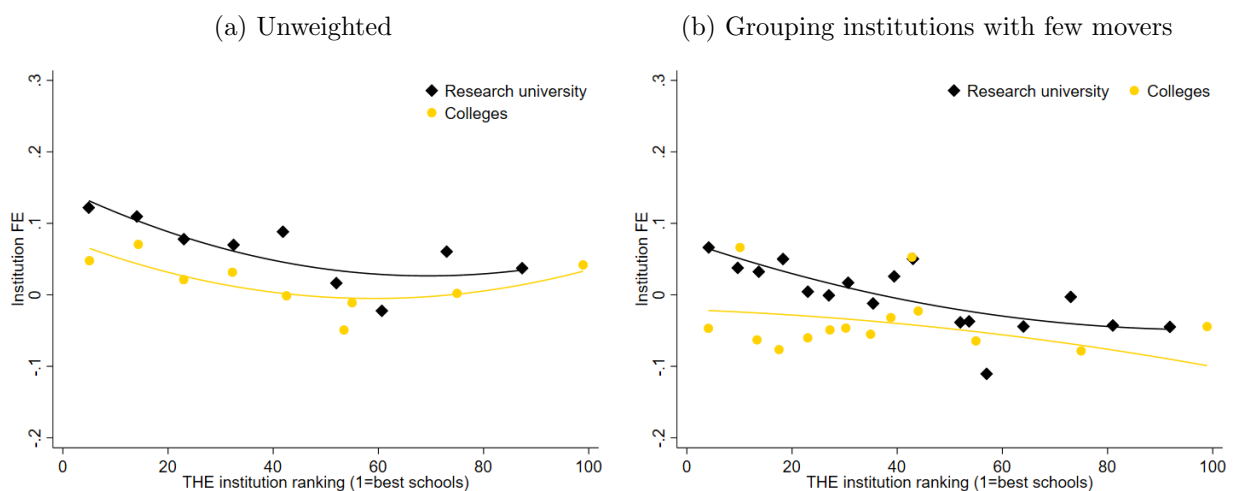 (a) Unweighted
Institution FE
.3
.2
.1
0
-.1
-.2
Research university
Colleges
0 20 40 60 80 100
THE institution ranking (1=best schools)
(b) Grouping institutions with few movers
Institution FE
.3
.2
.1
0
-.1
-.2
Research university Colleges
0 20 40 60 80 100
THE institution ranking (1=best schools)